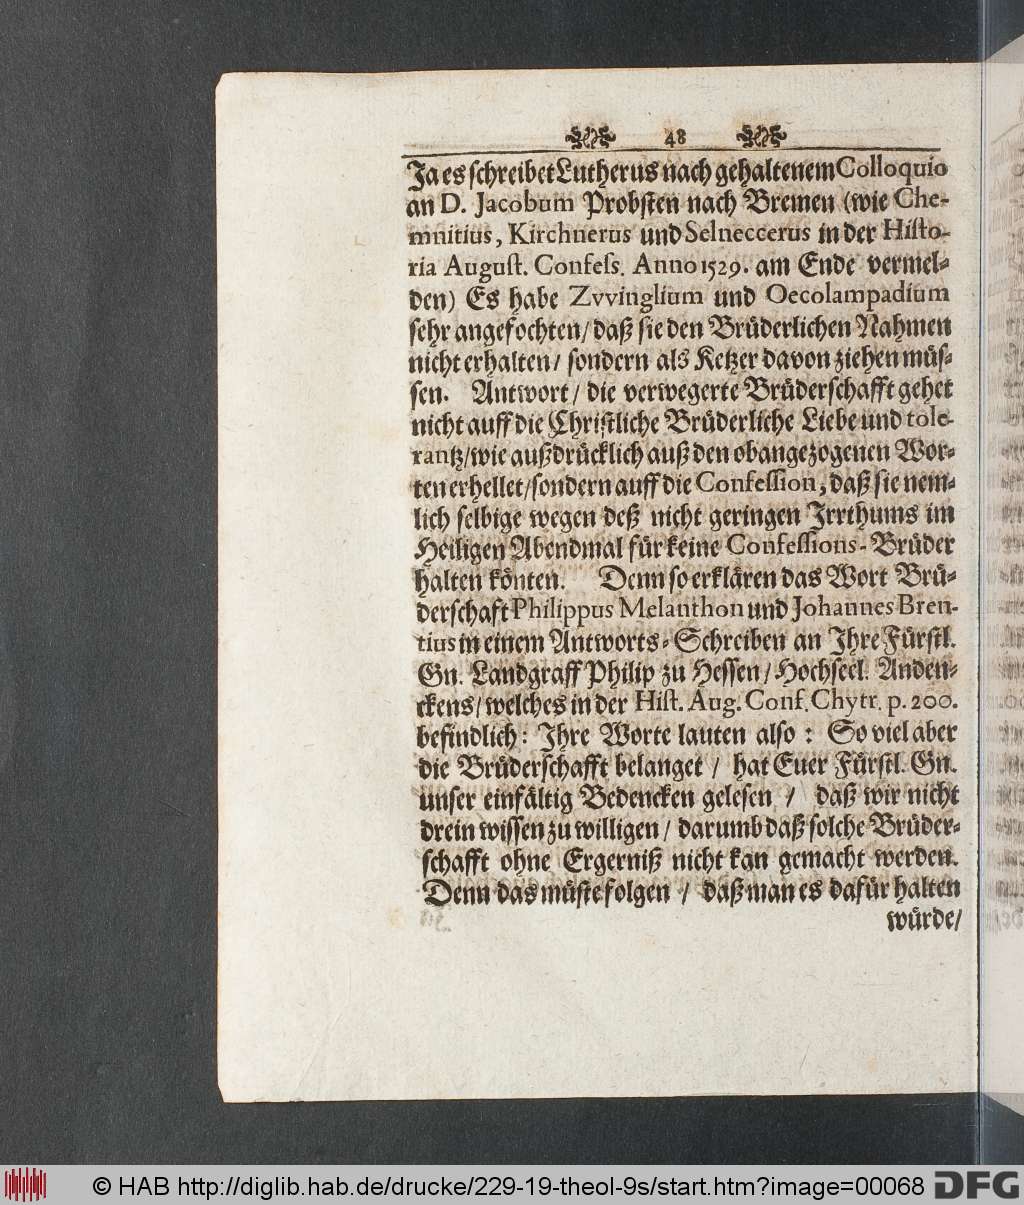 48
Ja es schreibet Lutherus nach gehaltenem Colloquio
an D. Jacobum Probsten nach Bremen (wie Che-
mnitius, Kirchnerus und Selneccerus in der Histo-
ria August. Confess. Anno 1529. am Ende vermel-
den) Es habe Zvvinglium und Oecolampadium
sehr angefochten/ daß sie den Brüderlichen Nahmen
nicht erhalten/ sondern als Ketzer davon ziehen müs-
sen. Antwort/ die verwegerte Brüderschafft gehet
nicht auff die Christliche Brüderliche Liebe und tole-
rantz/ wie außdrücklich auß den obangezogenen Wor-
ten erhellet/ sondern auff die Confession, daß sie nem-
lich selbige wegen deß nicht geringen Irrthums im
Heiligen Abendmal für keine Confessions-Brüder
halten könten. Denn so erklären das Wort Brü-
derschaft Philippus Melanthon und Johannes Bren-
tius in einem Antworts-Schreiben an Ihre Fürstl.
Gn. Landgraff Philip zu Hessen/ Hochseel. Anden-
ckens/ welches in der Hist. Aug. Conf. Chytr. p. 200.
befindlich: Ihre Worte lauten also: So viel aber
die Brüderschafft belanget/ hat Euer Fürstl. Gn.
unser einfältig Bedencken gelesen/ daß wir nicht
drein wissen zu willigen/ darumb daß solche Brüder-
schafft ohne Ergerniß nicht kan gemacht werden.
Denn das müste folgen/ daß man es dafür halten
würde/
© HAB http://diglib.hab.de/drucke/229-19-theol-9s/start.htm?image=00068
DFG